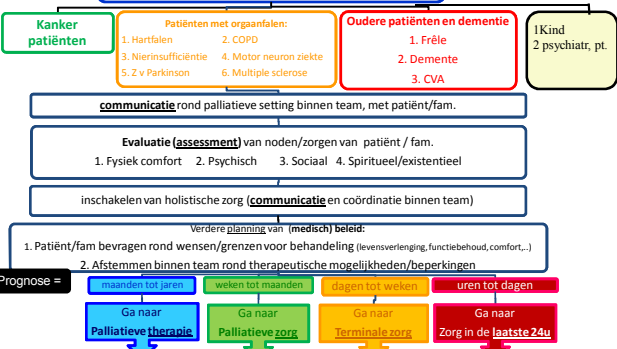 Kanker
patiënten
Patiënten met orgaanfalen:
1. Hartfalen 2. COPD
3. Nierinsufficiëntie 4. Motor neuron ziekte
5. Z v Parkinson 6. Multiple sclerose
Oudere patiënten en dementie
1. Frêle
2. Demente
3. CVA
1Kind
2 psychiatr, pt.
communicatie rond palliatieve setting binnen team, met patiënt/fam.
Evaluatie (assessment) van noden/zorgen van patiënt / fam.
1. Fysiek comfort 2. Psychisch 3. Sociaal 4. Spiritueel/existentieel
inschakelen van holistische zorg (communicatie en coördinatie binnen team)
Verdere planning van (medisch) beleid:
1. Patiënt/fam bevragen rond wensen/grenzen voor behandeling (levensverlenging, functiebehoud, comfort,..)
2. Afstemmen binnen team rond therapeutische mogelijkheden/beperkingen
Prognose =
maanden tot jaren
weken tot maanden
dagen tot weken
uren tot dagen
Ga naar
Palliatieve therapie
Ga naar
Palliatieve zorg
Ga naar
Terminale zorg
Ga naar
Zorg in de laatste 24u